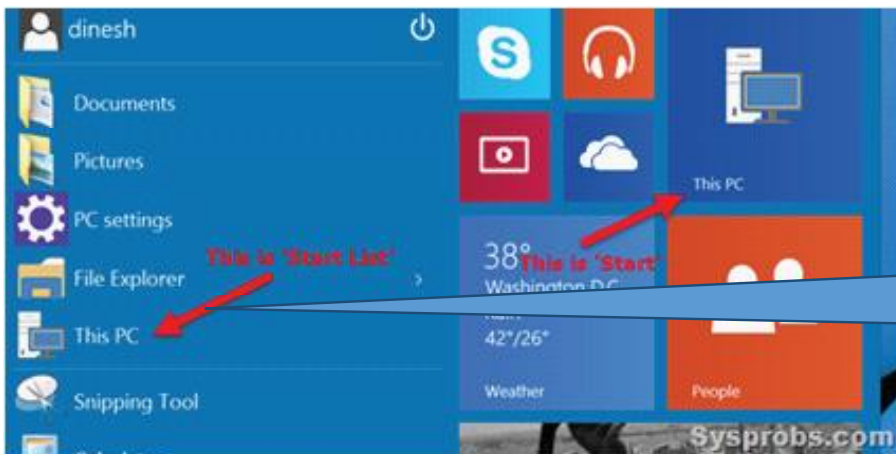 dinesh
Documents
Pictures
PC settings
This is 'Start List'
File Explorer
This PC
Snipping Tool
S
This PC
38°
This is 'Start'
Washington D.C.
Rain
42°/26°
Weather
People
Sysprobs.com